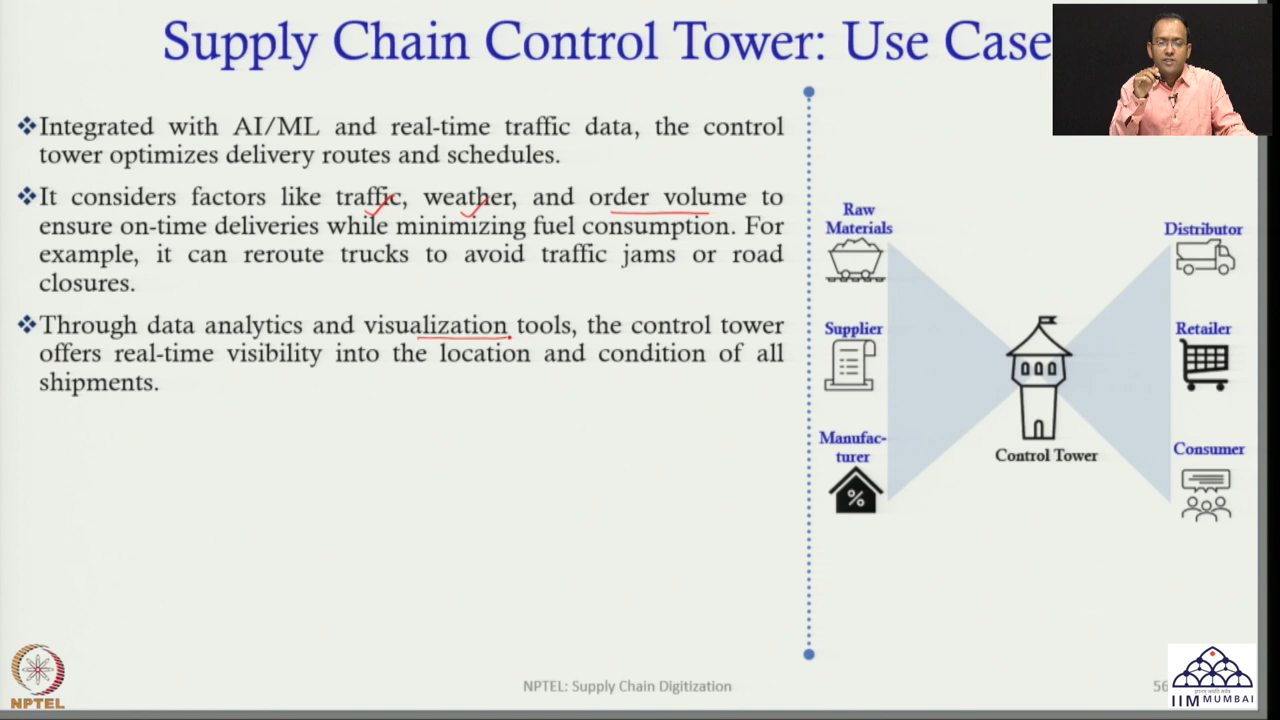 Supply Chain Control Tower: Use Case
❖Integrated with AI/ML and real-time traffic data, the control
tower optimizes delivery routes and schedules.
❖It considers factors like traffic, weather, and order volume to
ensure on-time deliveries while minimizing fuel consumption. For
example, it can reroute trucks to avoid traffic jams or road
closures.
❖Through data analytics and visualization tools, the control tower
offers real-time visibility into the location and condition of all
shipments.
Raw
Materials
Supplier
Manufac-
turer
%
Control Tower
Distributor
Retailer
Consumer
NPTEL
NPTEL: Supply Chain Digitization
56
IIM MUMBAI